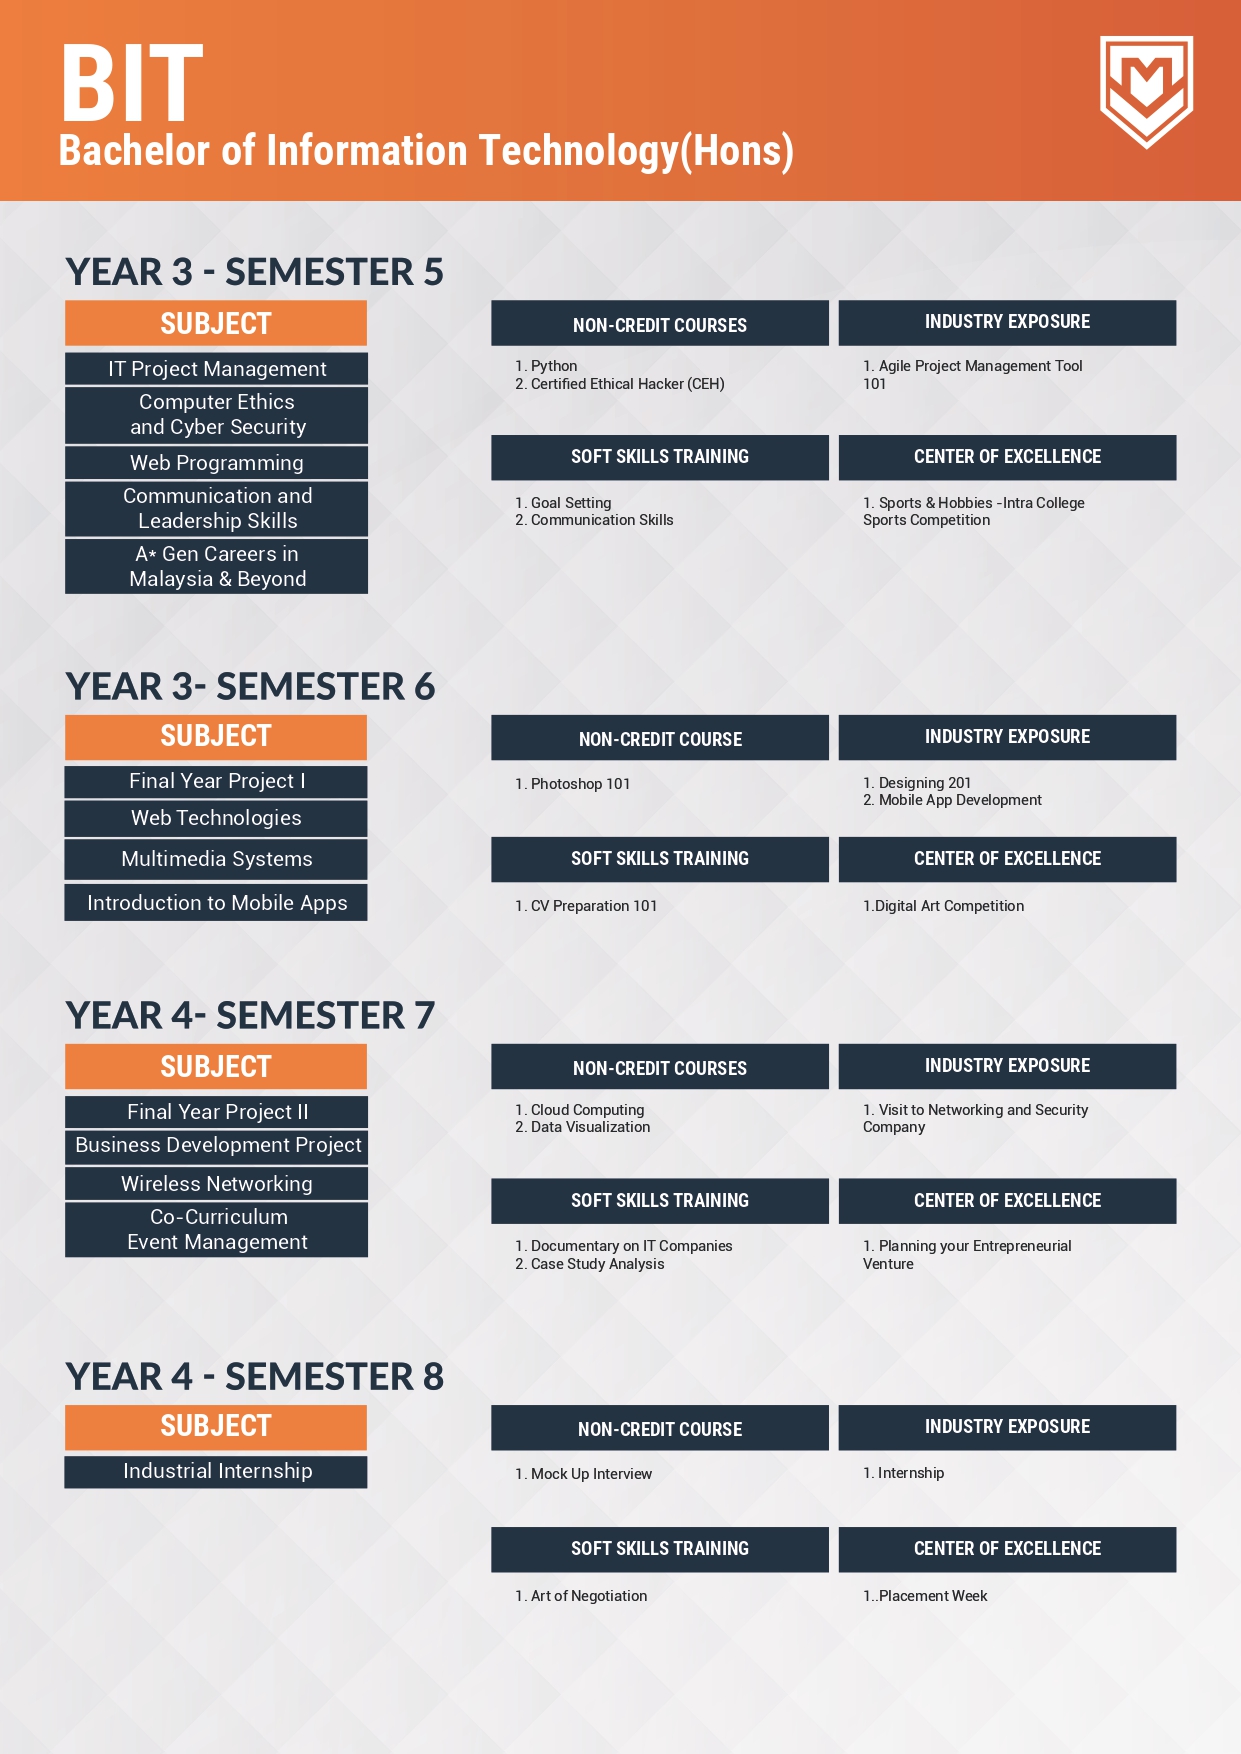 BIT
Bachelor of Information Technology(Hons)
YEAR 3 - SEMESTER 5
SUBJECT
IT Project Management
Computer Ethics
and Cyber Security
Web Programming
Communication and
Leadership Skills
A* Gen Careers in
Malaysia & Beyond
NON-CREDIT COURSES
1. Python
2. Certified Ethical Hacker (CEH)
INDUSTRY EXPOSURE
1. Agile Project Management Tool
101
SOFT SKILLS TRAINING
1. Goal Setting
2. Communication Skills
CENTER OF EXCELLENCE
1. Sports & Hobbies -Intra College
Sports Competition
YEAR 3- SEMESTER 6
SUBJECT
Final Year Project I
Web Technologies
Multimedia Systems
Introduction to Mobile Apps
NON-CREDIT COURSE
1. Photoshop 101
INDUSTRY EXPOSURE
1. Designing 201
2. Mobile App Development
SOFT SKILLS TRAINING
1. CV Preparation 101
CENTER OF EXCELLENCE
1.Digital Art Competition
YEAR 4- SEMESTER 7
SUBJECT
Final Year Project II
Business Development Project
Wireless Networking
Co-Curriculum
Event Management
NON-CREDIT COURSES
1. Cloud Computing
2. Data Visualization
INDUSTRY EXPOSURE
1. Visit to Networking and Security
Company
SOFT SKILLS TRAINING
1. Documentary on IT Companies
2. Case Study Analysis
CENTER OF EXCELLENCE
1. Planning your Entrepreneurial
Venture
YEAR 4 - SEMESTER 8
SUBJECT
Industrial Internship
NON-CREDIT COURSE
1. Mock Up Interview
INDUSTRY EXPOSURE
1. Internship
SOFT SKILLS TRAINING
1. Art of Negotiation
CENTER OF EXCELLENCE
1..Placement Week